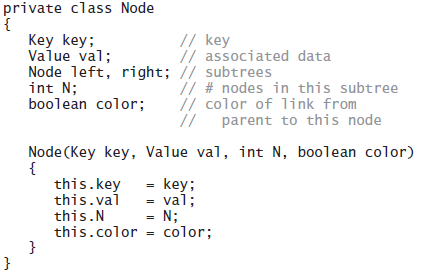 private class Node
{
   Key key;          // key
   Value val;        // associated data
   Node left, right; // subtrees
   int N;            // # nodes in this subtree
   boolean color;    // color of link from
                     //   parent to this node

   Node(Key key, Value val, int N, boolean color)
   {
      this.key   = key;
      this.val   = val;
      this.N     = N;
      this.color = color;
   }
}